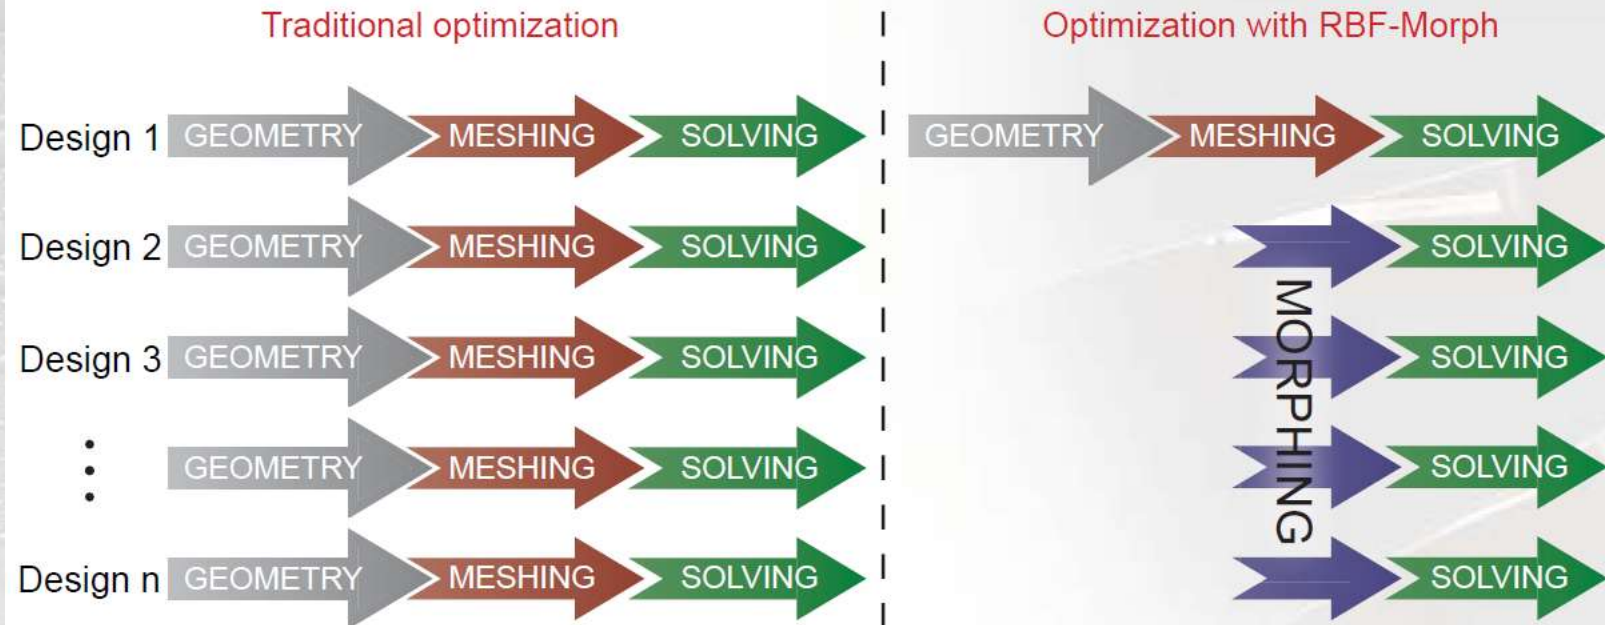 Traditional optimization
Optimization with RBF-Morph
Design 1 GEOMETRY MESHING SOLVING GEOMETRY MESHING SOLVING
Design 2 GEOMETRY MESHING SOLVING SOLVING
Design 3 GEOMETRY MESHING SOLVING SOLVING
GEOMETRY MESHING SOLVING SOLVING
Design n GEOMETRY MESHING SOLVING SOLVING
MORPHING